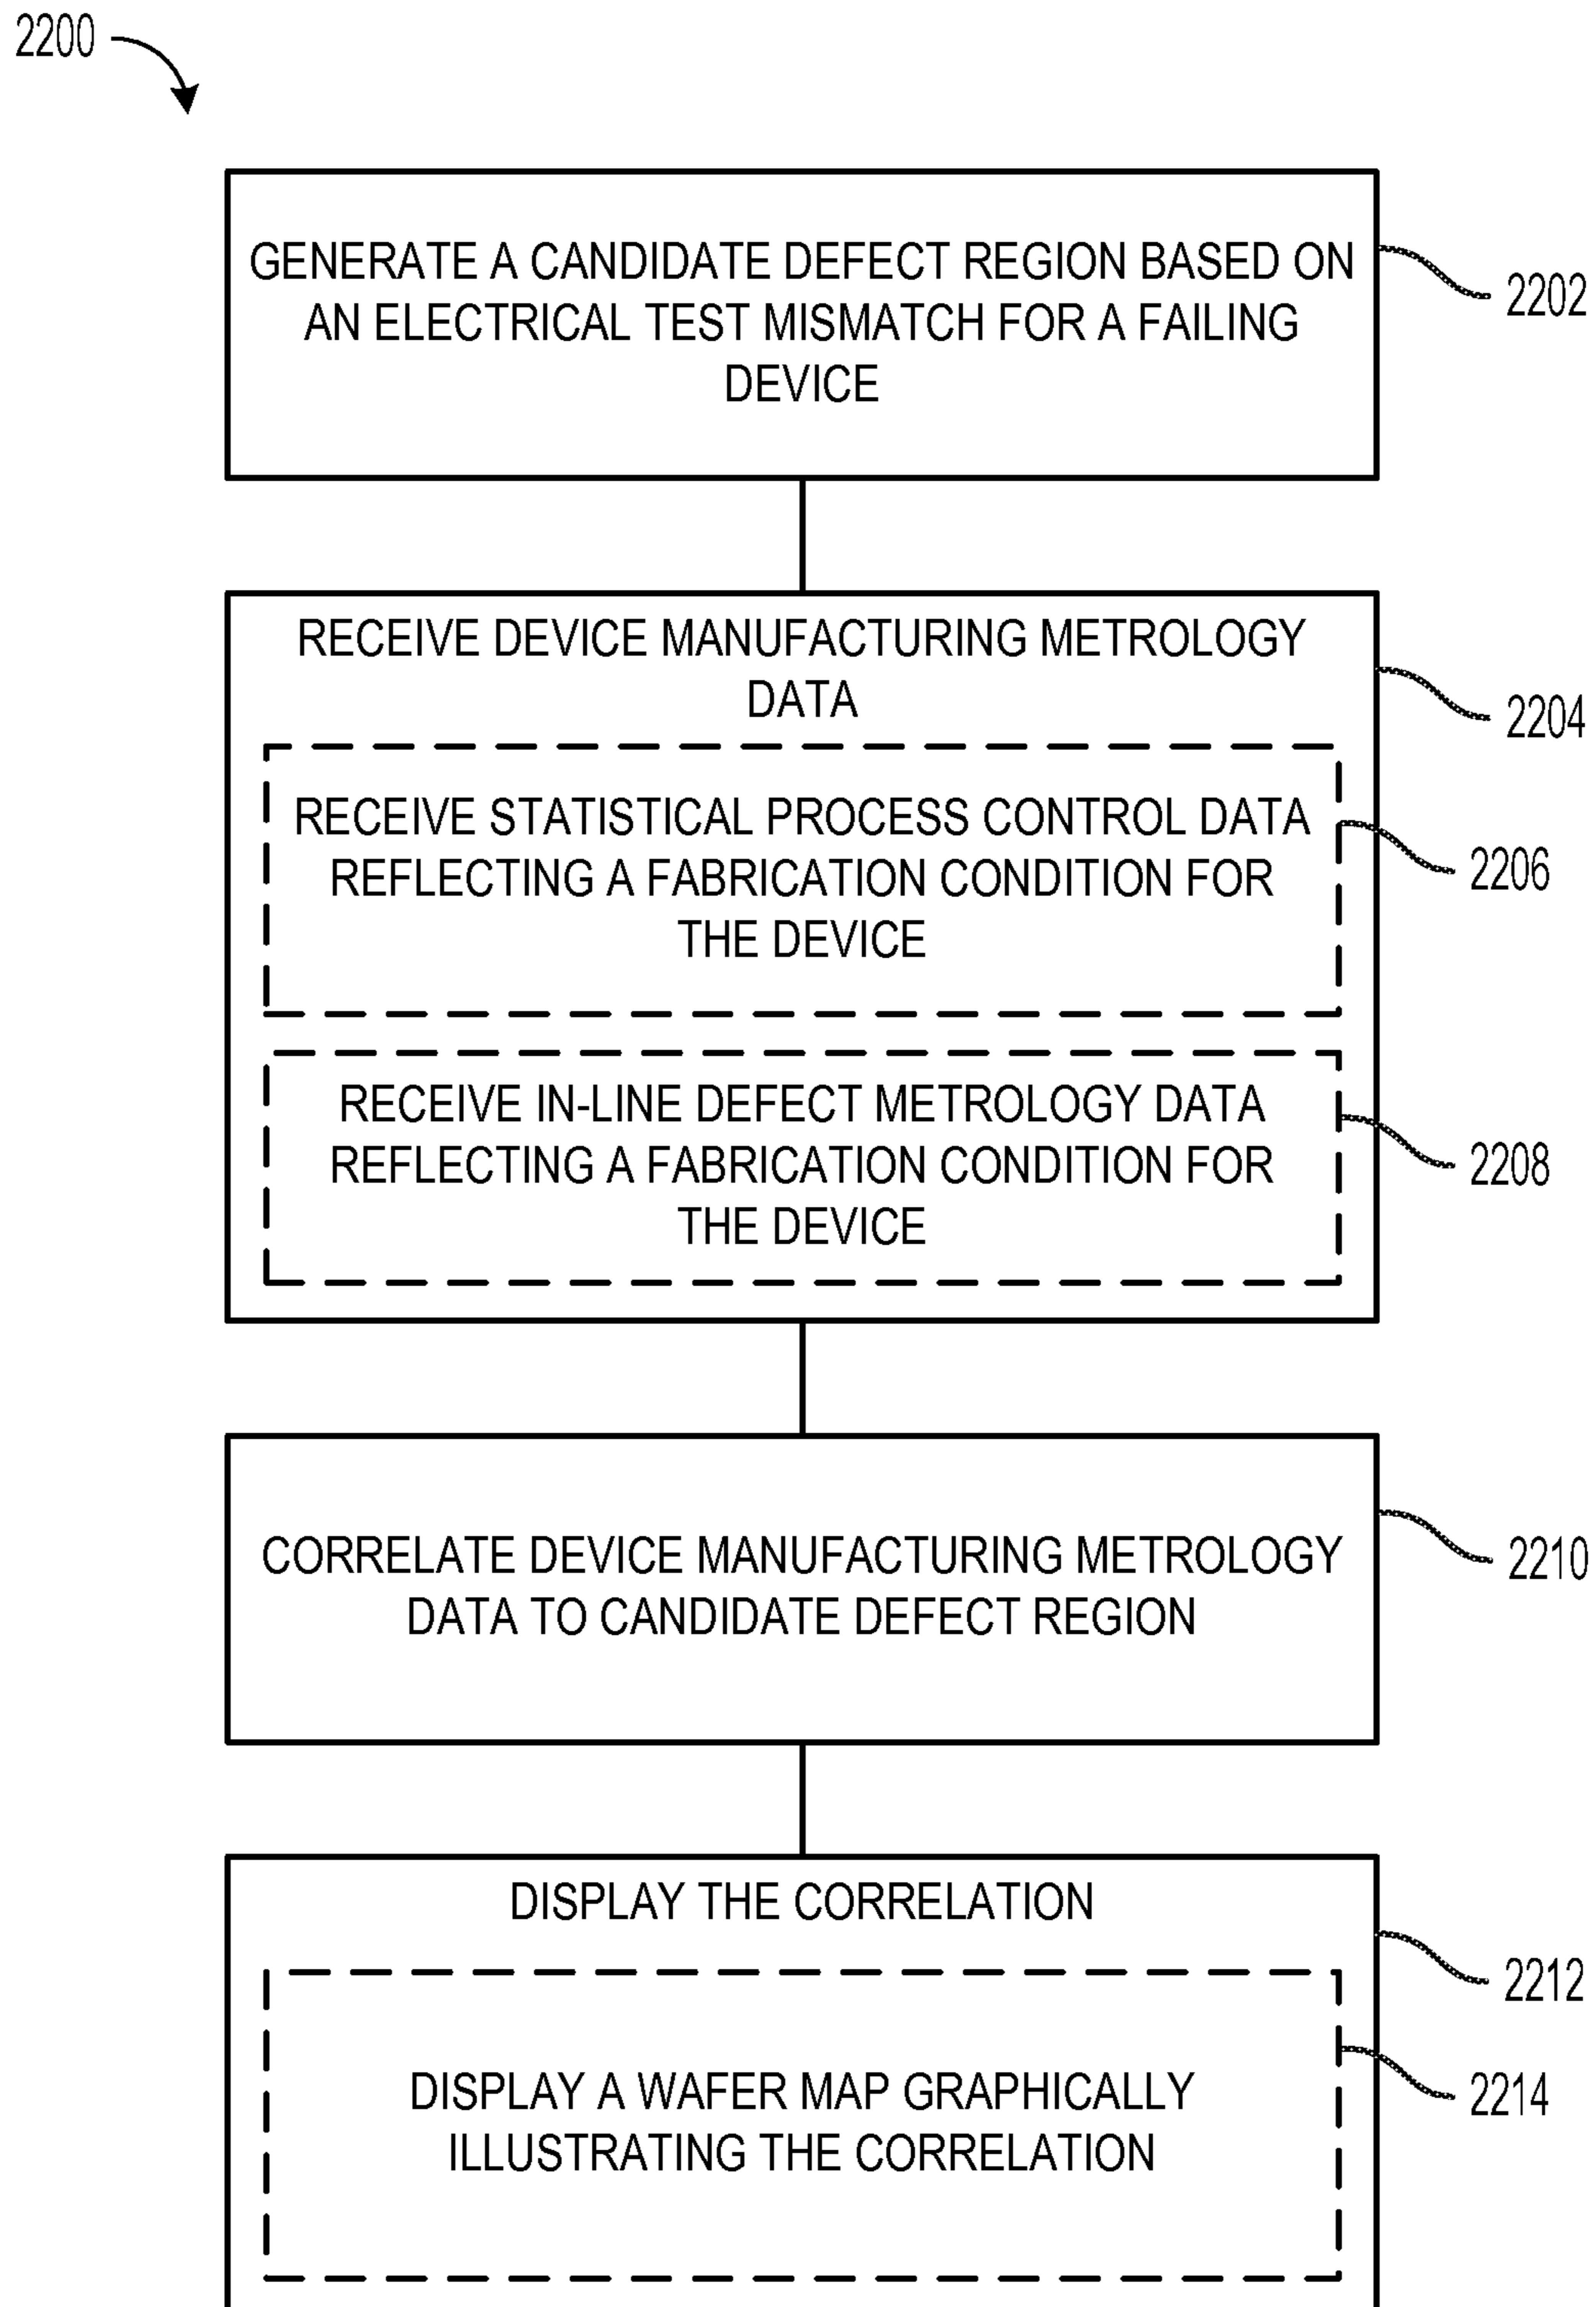 2200
GENERATE A CANDIDATE DEFECT REGION BASED ON
AN ELECTRICAL TEST MISMATCH FOR A FAILING
DEVICE
2202
RECEIVE DEVICE MANUFACTURING METROLOGY
DATA
2204
RECEIVE STATISTICAL PROCESS CONTROL DATA
REFLECTING A FABRICATION CONDITION FOR
THE DEVICE
2206
RECEIVE IN-LINE DEFECT METROLOGY DATA
REFLECTING A FABRICATION CONDITION FOR
THE DEVICE
2208
CORRELATE DEVICE MANUFACTURING METROLOGY
DATA TO CANDIDATE DEFECT REGION
2210
DISPLAY THE CORRELATION
2212
DISPLAY A WAFER MAP GRAPHICALLY
ILLUSTRATING THE CORRELATION
2214